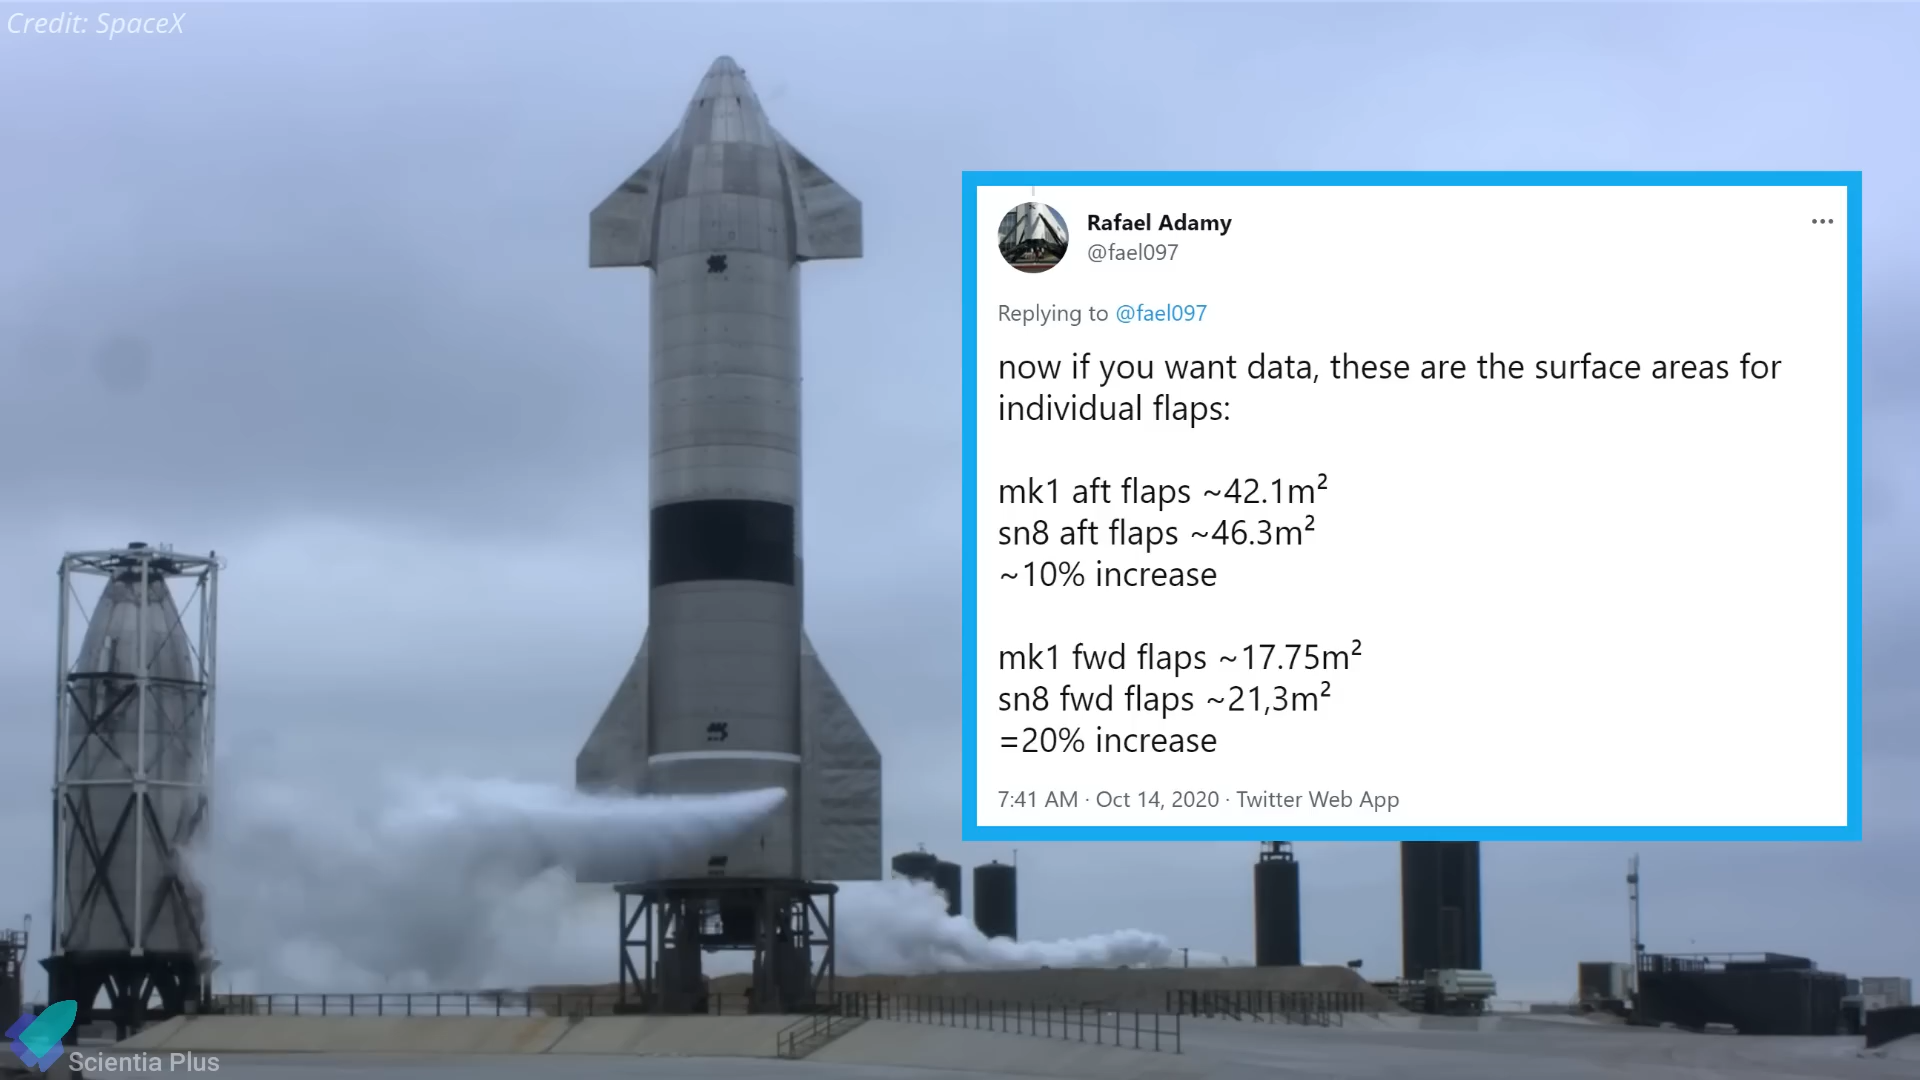 Credit: SpaceX
Rafael Adamy
@fael097
Replying to @fael097
now if you want data, these are the surface areas for
individual flaps:
mk1 aft flaps ~42.1m²
sn8 aft flaps ~46.3m²
~10% increase
mk1 fwd flaps ~17.75m²
sn8 fwd flaps ~21,3m²
=20% increase
7:41 AM · Oct 14, 2020 · Twitter Web App
Scientia Plus